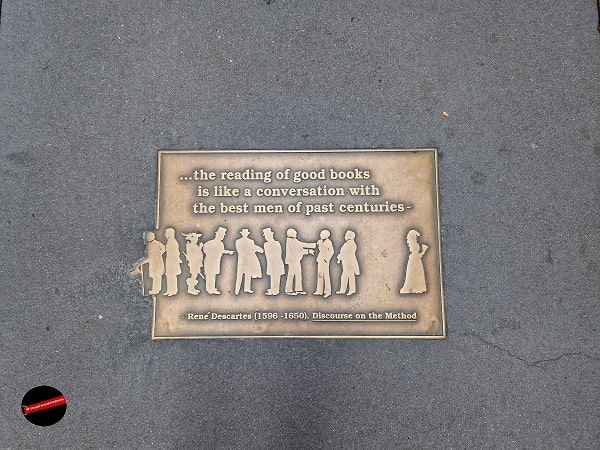 ...the reading of good books
is like a conversation with
the best men of past centuries-
- René Descartes (1596 -1650), Discourse on the Method